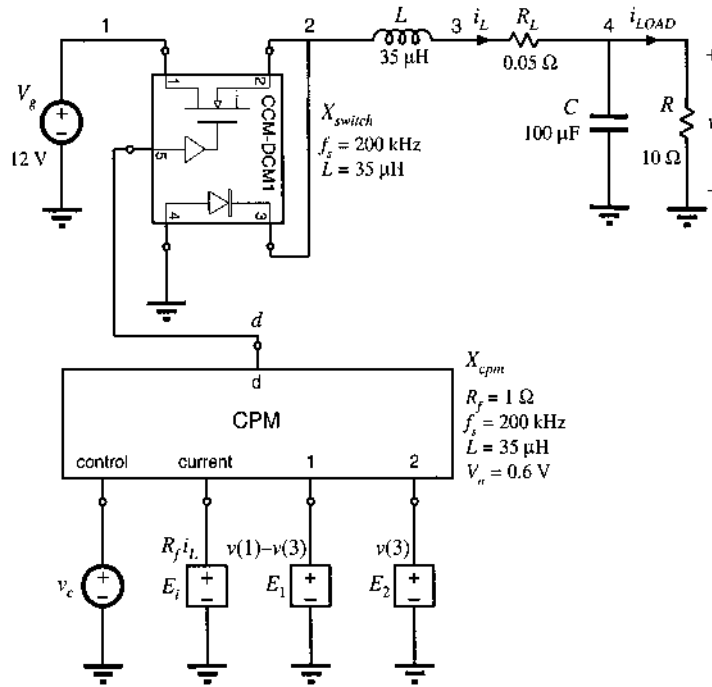 1
2
L
35 µH
3
i_L
R_L
0.05 Ω
4
i_LOAD
V_g
+
−
12 V
1
2
CCM-DCM1
5
4
3
X_switch
f_s = 200 kHz
L = 35 µH
C
100 µF
R
10 Ω
+
v
−
d
d
CPM
control
current
1
2
X_cpm
R_f = 1 Ω
f_s = 200 kHz
L = 35 µH
V_a = 0.6 V
v_c
+
−
R_f i_L
E_i
+
−
v(1)−v(3)
E_1
+
−
v(3)
E_2
+
−